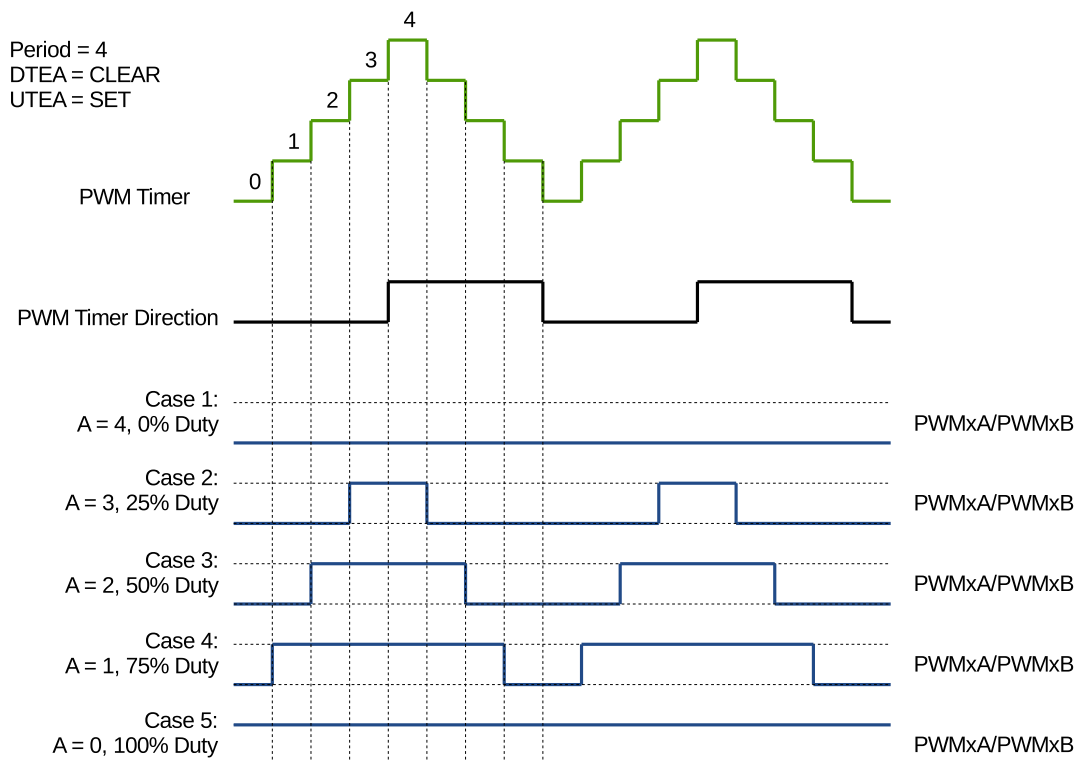 4
Period = 4
DTEA = CLEAR
UTEA = SET
3
2
1
0
PWM Timer
PWM Timer Direction
Case 1:
A = 4, 0% Duty
PWMxA/PWMxB
Case 2:
A = 3, 25% Duty
PWMxA/PWMxB
Case 3:
A = 2, 50% Duty
PWMxA/PWMxB
Case 4:
A = 1, 75% Duty
PWMxA/PWMxB
Case 5:
A = 0, 100% Duty
PWMxA/PWMxB